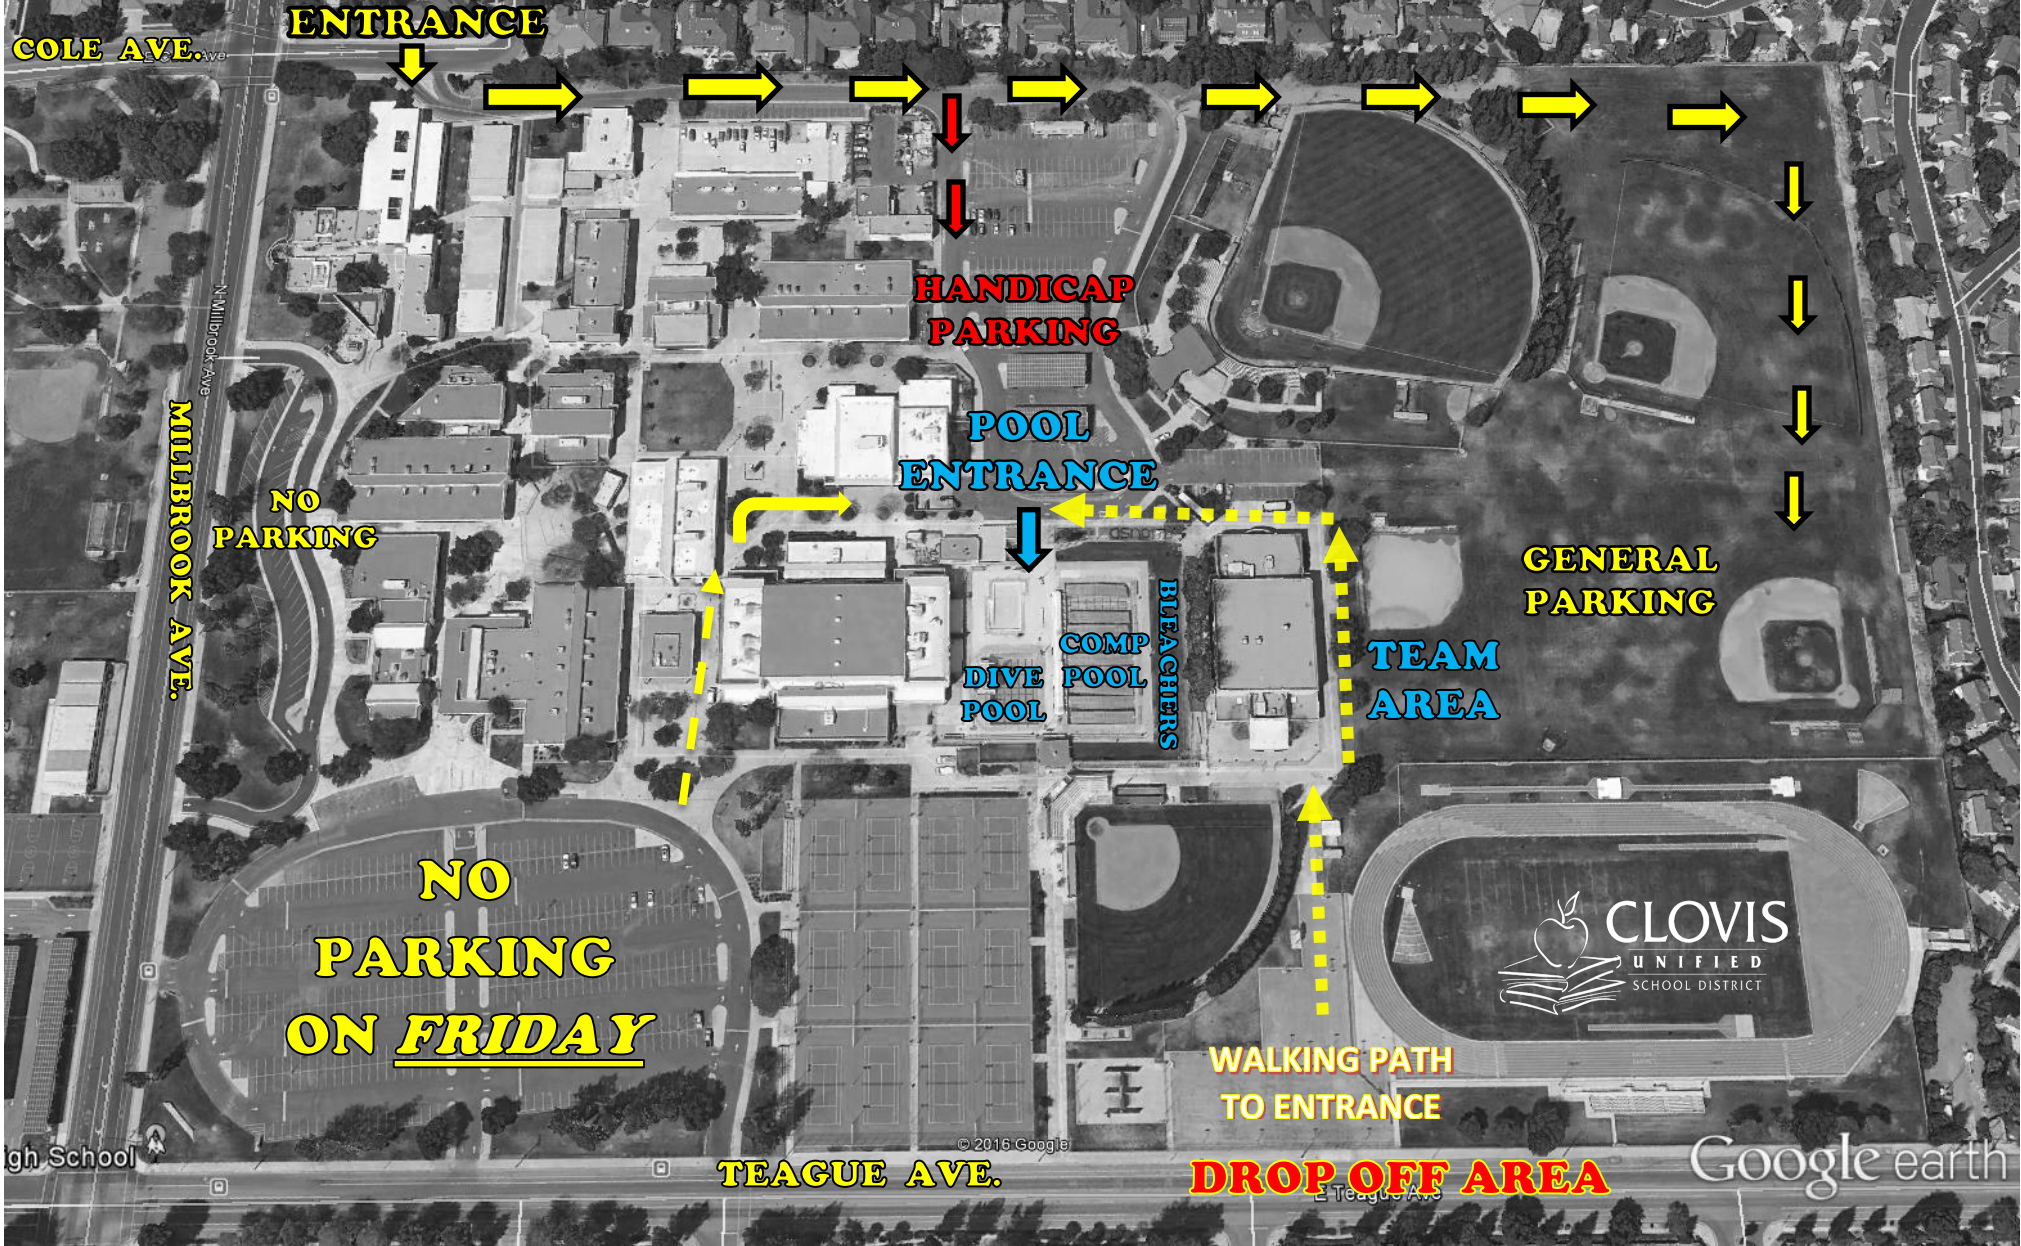 ENTRANCE
COLE AVE.
HANDICAP
PARKING
N Millbrook Ave
MILLBROOK AVE.
POOL
ENTRANCE
NO
PARKING
GENERAL
PARKING
BLEACHERS
COMP
POOL
DIVE
POOL
TEAM
AREA
NO
PARKING
ON FRIDAY
CLOVIS
UNIFIED
SCHOOL DISTRICT
WALKING PATH
TO ENTRANCE
© 2016 Google
igh School
TEAGUE AVE.
DROP OFF AREA
E Teague Ave
Google earth